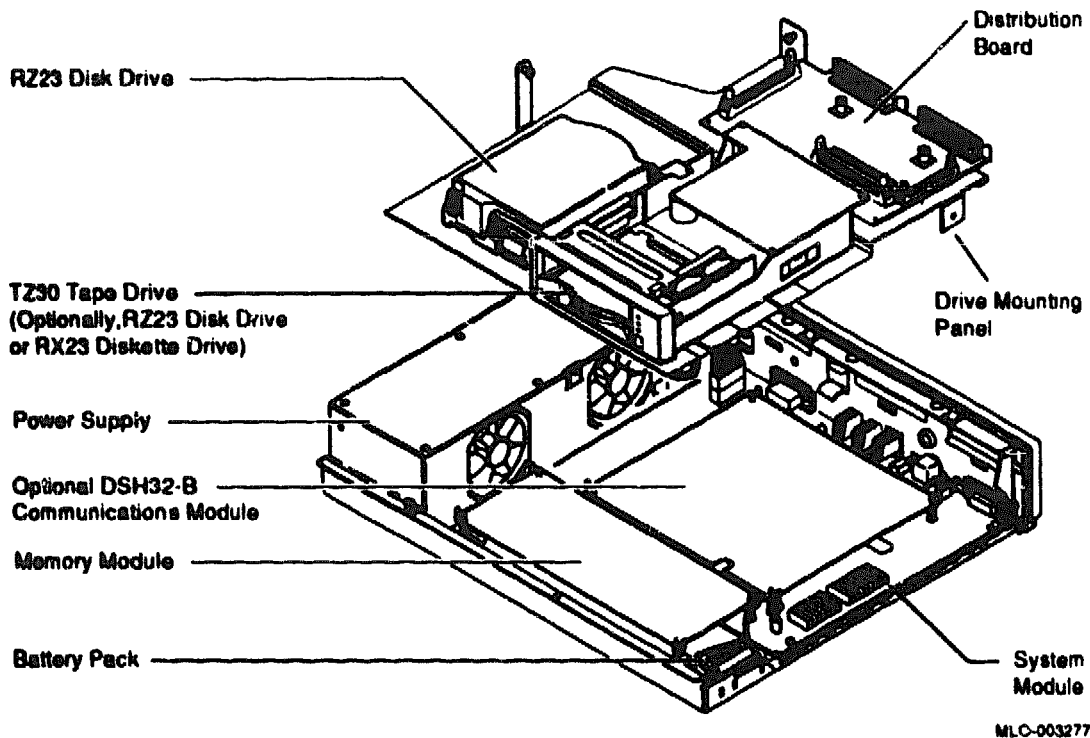 Distribution
Board
RZ23 Disk Drive
TZ30 Tape Drive
(Optionally,RZ23 Disk Drive
or RX23 Diskette Drive)
Drive Mounting
Panel
Power Supply
Optional DSH32-B
Communications Module
Memory Module
Battery Pack
System
Module
MLO-003277